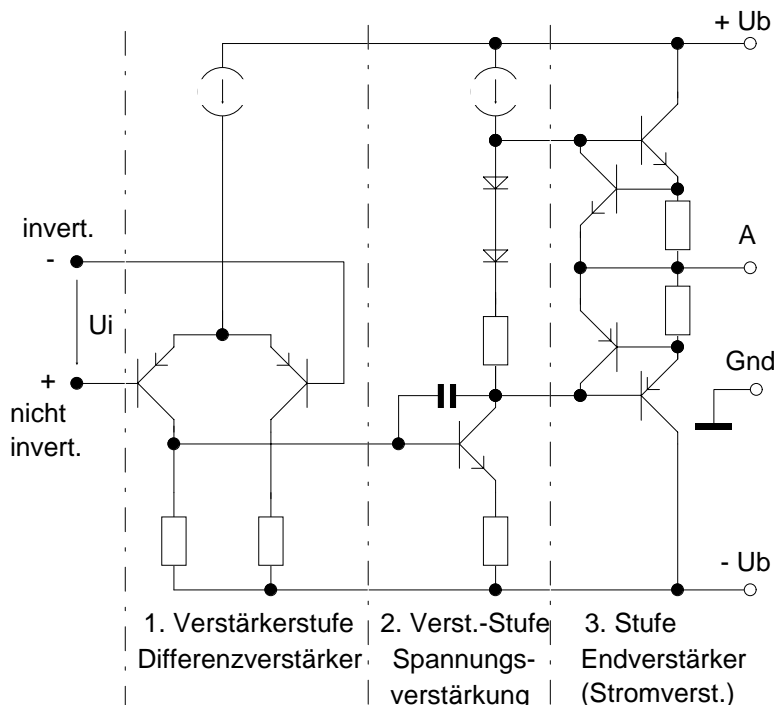 + Ub
invert.
-
Ui
+
nicht
invert.
A
Gnd
- Ub
1. Verstärkerstufe
Differenzverstärker
2. Verst.-Stufe
Spannungs-
verstärkung
3. Stufe
Endverstärker
(Stromverst.)